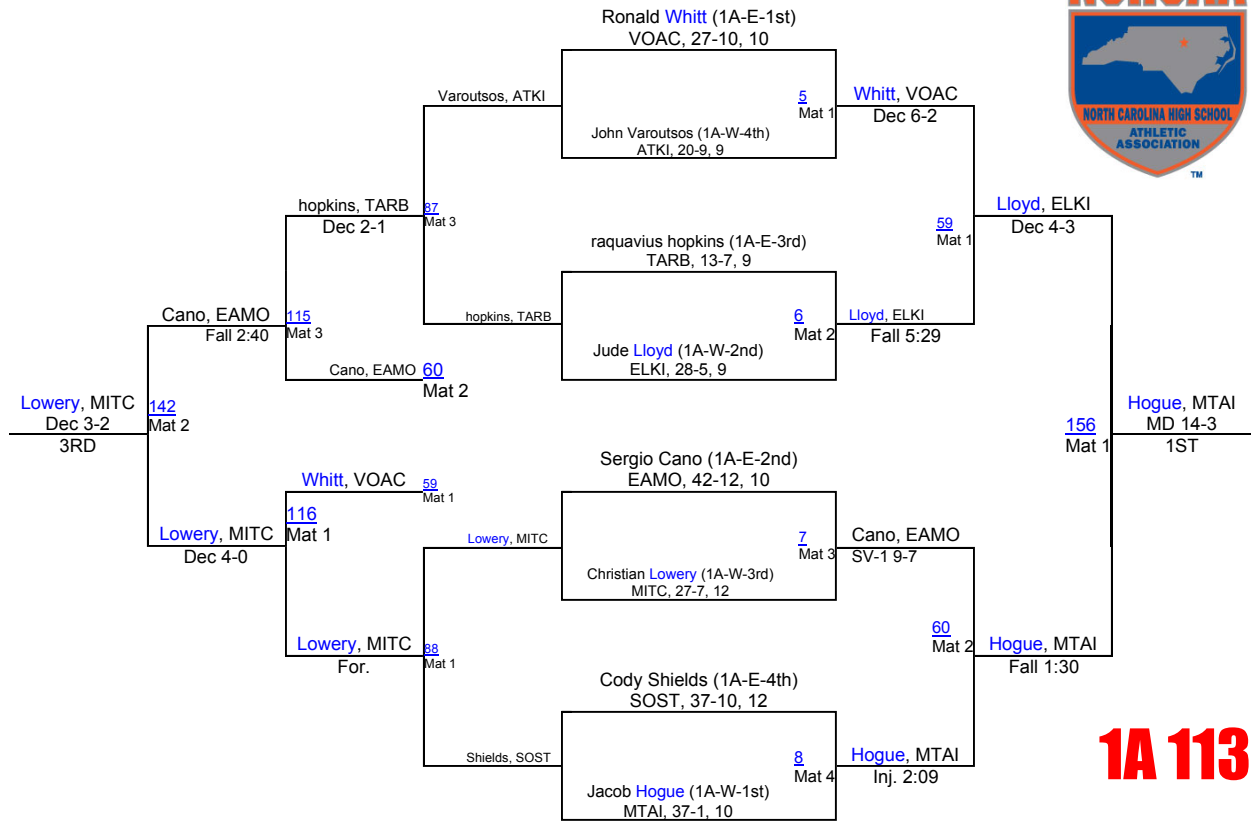 NCHSAA
NORTH CAROLINA HIGH SCHOOL
ATHLETIC
ASSOCIATION
TM
Ronald Whitt (1A-E-1st)
VOAC, 27-10, 10
Varoutsos, ATKI
5
Mat 1
Whitt, VOAC
Dec 6-2
John Varoutsos (1A-W-4th)
ATKI, 20-9, 9
hopkins, TARB
Dec 2-1
87
Mat 3
Lloyd, ELKI
Dec 4-3
59
Mat 1
raquavius hopkins (1A-E-3rd)
TARB, 13-7, 9
Cano, EAMO
Fall 2:40
115
Mat 3
hopkins, TARB
6
Mat 2
Lloyd, ELKI
Fall 5:29
Jude Lloyd (1A-W-2nd)
ELKI, 28-5, 9
Cano, EAMO
60
Mat 2
Lowery, MITC
Dec 3-2
3RD
142
Mat 2
156
Mat 1
Hogue, MTAI
MD 14-3
1ST
Sergio Cano (1A-E-2nd)
EAMO, 42-12, 10
Whitt, VOAC
59
Mat 1
116
Mat 1
Lowery, MITC
Dec 4-0
Lowery, MITC
7
Mat 3
Cano, EAMO
SV-1 9-7
Christian Lowery (1A-W-3rd)
MITC, 27-7, 12
60
Mat 2
Lowery, MITC
For.
88
Mat 1
Hogue, MTAI
Fall 1:30
Cody Shields (1A-E-4th)
SOST, 37-10, 12
Shields, SOST
8
Mat 4
Hogue, MTAI
Inj. 2:09
Jacob Hogue (1A-W-1st)
MTAI, 37-1, 10
1A 113